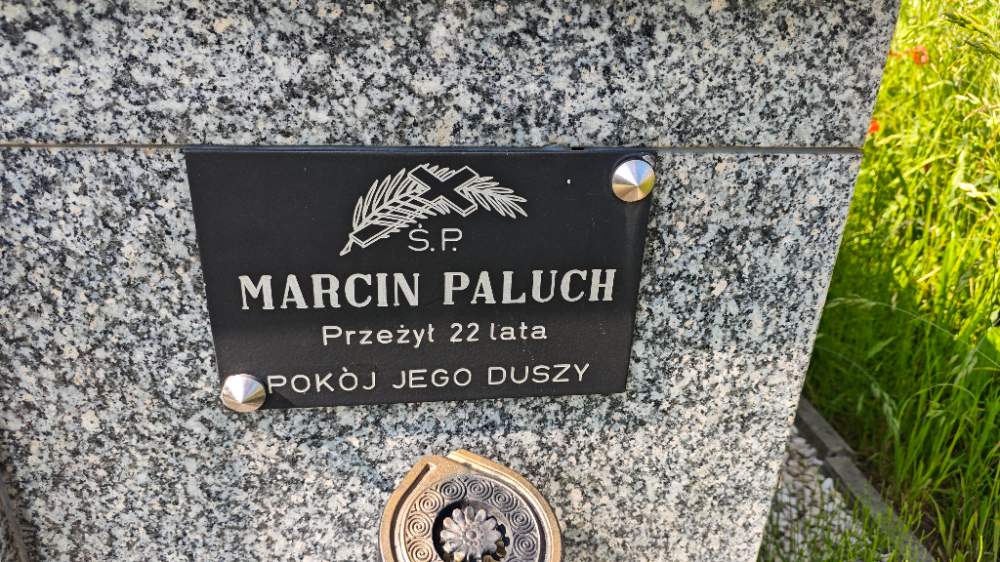 Ś.P.
MARCIN PALUCH
Przeżył 22 lata
POKÒJ JEGO DUSZY